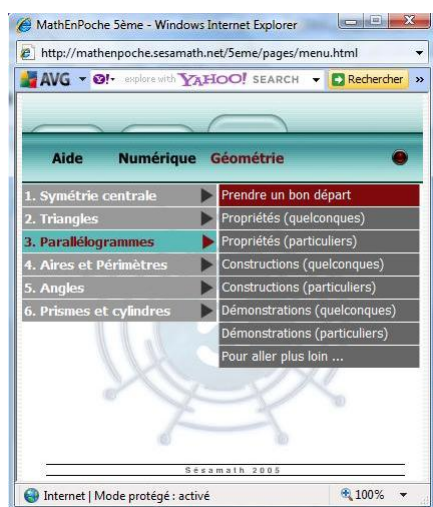 MathEnPoche 5ème - Windows Internet Explorer
http://mathenpoche.sesamath.net/5eme/pages/menu.html
AVG Y! explore with YAHOO! SEARCH Rechercher »
Aide Numérique Géométrie
1. Symétrie centrale
2. Triangles
3. Parallélogrammes
4. Aires et Périmètres
5. Angles
6. Prismes et cylindres
Prendre un bon départ
Propriétés (quelconques)
Propriétés (particuliers)
Constructions (quelconques)
Constructions (particuliers)
Démonstrations (quelconques)
Démonstrations (particuliers)
Pour aller plus loin ...
Sésamath 2005
Internet | Mode protégé : activé 100%